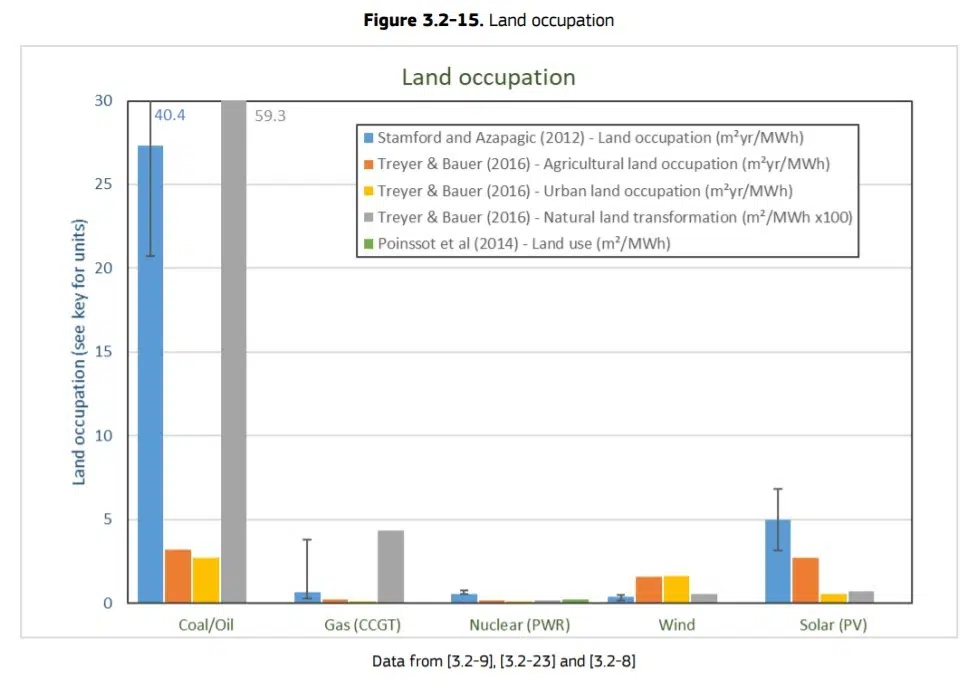 Figure 3.2-15. Land occupation
Land occupation
30
40.4
59.3
Stamford and Azapagic (2012) - Land occupation (m²yr/MWh)
Treyer & Bauer (2016) - Agricultural land occupation (m²yr/MWh)
Treyer & Bauer (2016) - Urban land occupation (m²yr/MWh)
Treyer & Bauer (2016) - Natural land transformation (m²/MWh x100)
Poinssot et al (2014) - Land use (m²/MWh)
25
20
15
10
5
0
Land occupation (see key for units)
Coal/Oil
Gas (CCGT)
Nuclear (PWR)
Wind
Solar (PV)
Data from [3.2-9], [3.2-23] and [3.2-8]